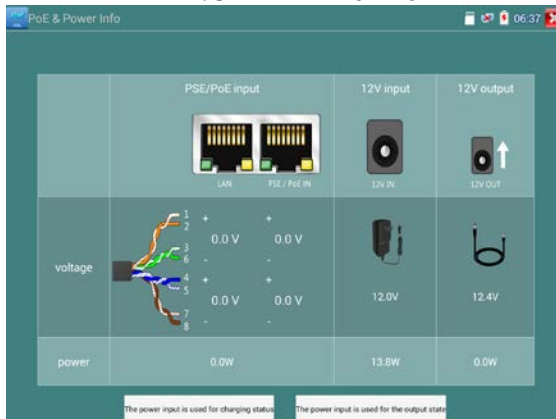 PoE & Power Info
06:37
PSE/PoE input
12V input
12V output
LAN
PSE / PoE IN
12V IN
12V OUT
1
+
+
2
0.0 V
0.0 V
3
6
-
-
voltage
4
+
+
5
0.0 V
0.0 V
12.0V
12.4V
7
8
-
-
power
0.0W
13.8W
0.0W
The power input is used for charging status
The power input is used for the output state